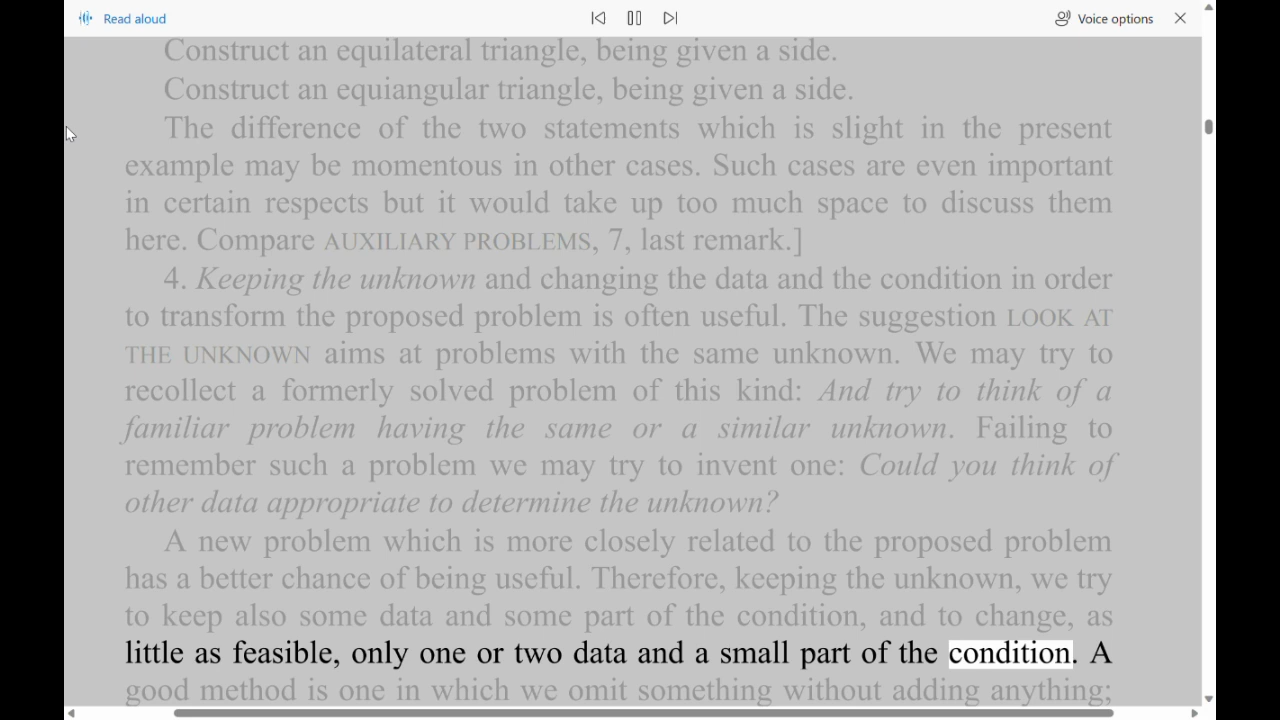 Read aloud
Voice options
Construct an equilateral triangle, being given a side.
Construct an equiangular triangle, being given a side.
The difference of the two statements which is slight in the present
example may be momentous in other cases. Such cases are even important
in certain respects but it would take up too much space to discuss them
here. Compare AUXILIARY PROBLEMS, 7, last remark.]
4. Keeping the unknown and changing the data and the condition in order
to transform the proposed problem is often useful. The suggestion LOOK AT
THE UNKNOWN aims at problems with the same unknown. We may try to
recollect a formerly solved problem of this kind: And try to think of a
familiar problem having the same or a similar unknown. Failing to
remember such a problem we may try to invent one: Could you think of
other data appropriate to determine the unknown?
A new problem which is more closely related to the proposed problem
has a better chance of being useful. Therefore, keeping the unknown, we try
to keep also some data and some part of the condition, and to change, as
little as feasible, only one or two data and a small part of the condition. A
good method is one in which we omit something without adding anything;